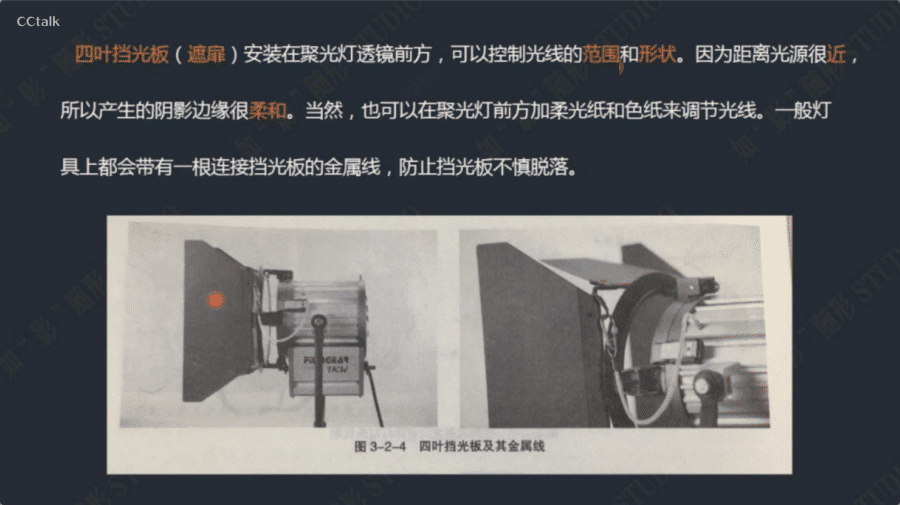 CCtalk
四叶挡光板（遮扉）安装在聚光灯透镜前方，可以控制光线的范围和形状。因为距离光源很近，
所以产生的阴影边缘很柔和。当然，也可以在聚光灯前方加柔光纸和色纸来调节光线。一般灯
具上都会带有一根连接挡光板的金属线，防止挡光板不慎脱落。
FILMGEAR
1KW
图 3-2-4 四叶挡光板及其金属线
如“影”随形 STUDIO